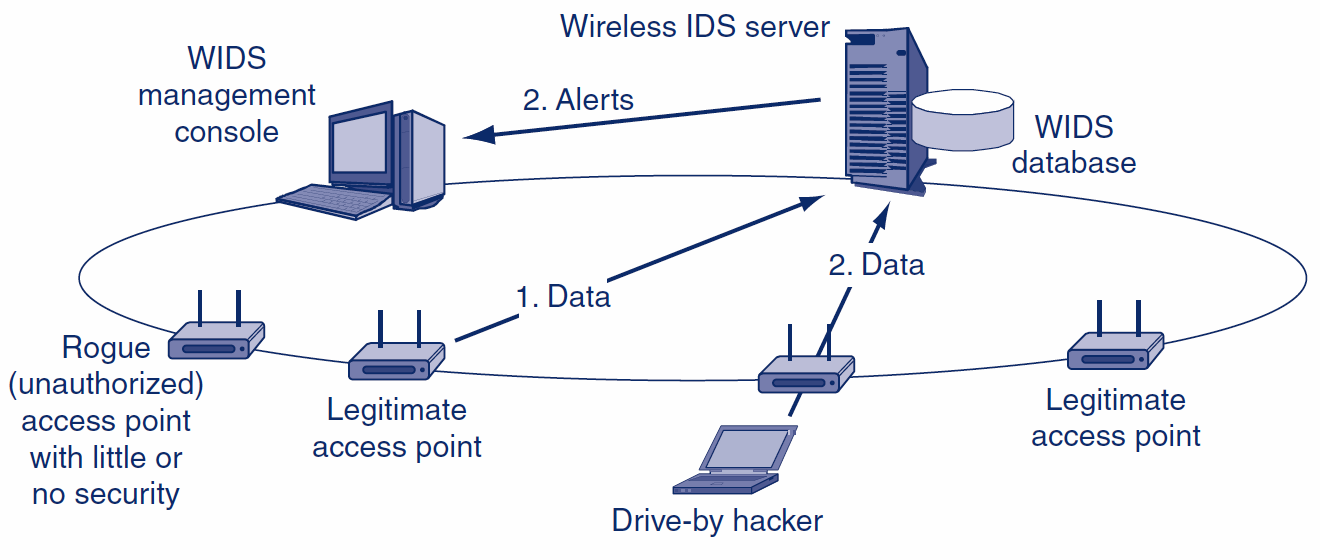 Wireless IDS server
WIDS
management
console
2. Alerts
WIDS
database
2. Data
1. Data
Rogue
(unauthorized)
access point
with little or
no security
Legitimate
access point
Legitimate
access point
Drive-by hacker